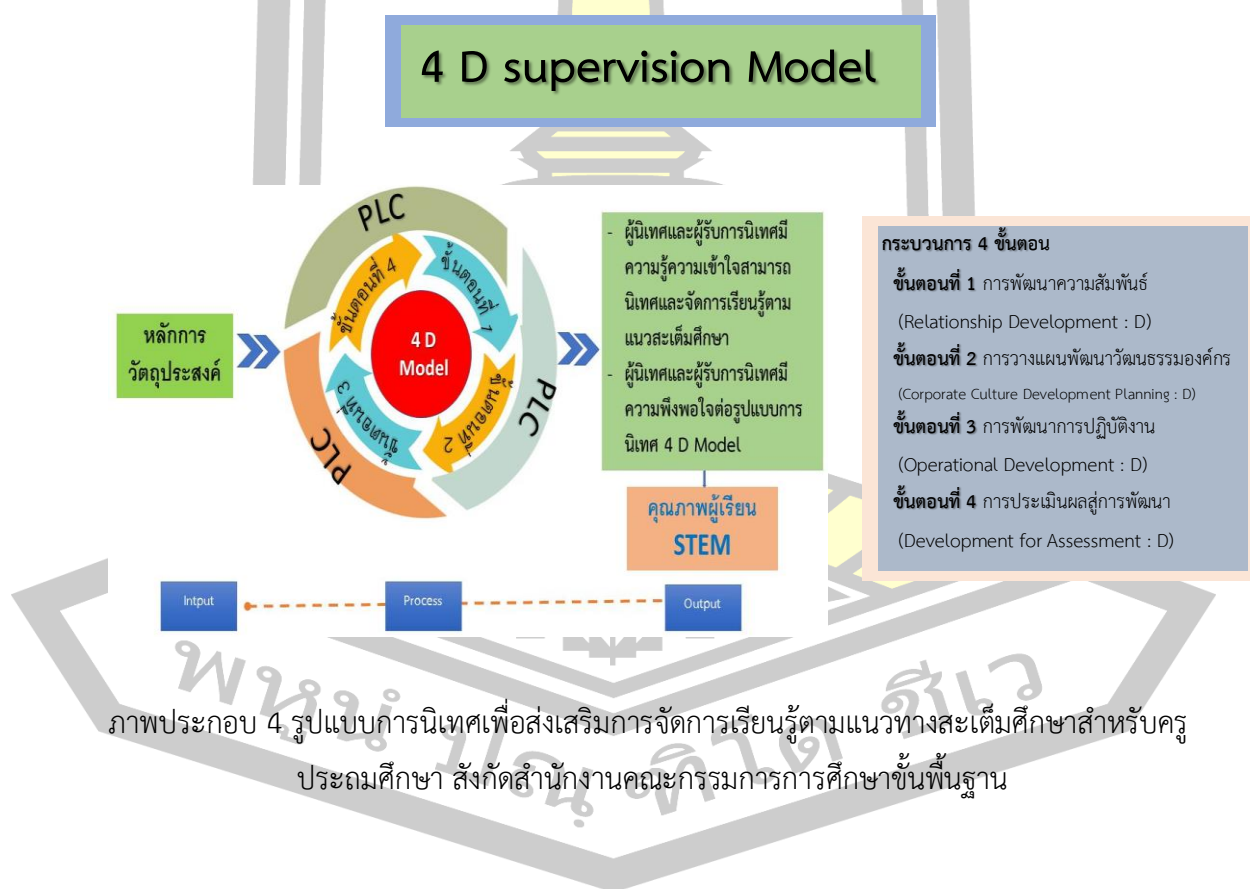 4 D supervision Model
หลักการ
วัตถุประสงค์
PLC
PLC
PLC
ขั้นตอนที่ 1
ขั้นตอนที่ 2
ขั้นตอนที่ 3
ขั้นตอนที่ 4
4 D
Model
- ผู้นิเทศและผู้รับการนิเทศมี
ความรู้ความเข้าใจสามารถ
นิเทศและจัดการเรียนรู้ตาม
แนวสะเต็มศึกษา
- ผู้นิเทศและผู้รับการนิเทศมี
ความพึงพอใจต่อรูปแบบการ
นิเทศ 4 D Model
คุณภาพผู้เรียน
STEM
กระบวนการ 4 ขั้นตอน
ขั้นตอนที่ 1 การพัฒนาความสัมพันธ์
(Relationship Development : D)
ขั้นตอนที่ 2 การวางแผนพัฒนาวัฒนธรรมองค์กร
(Corporate Culture Development Planning : D)
ขั้นตอนที่ 3 การพัฒนาการปฏิบัติงาน
(Operational Development : D)
ขั้นตอนที่ 4 การประเมินผลสู่การพัฒนา
(Development for Assessment : D)
Intput
Process
Output
พหูนํ ปณฺฑิโต ชีเว
ภาพประกอบ 4 รูปแบบการนิเทศเพื่อส่งเสริมการจัดการเรียนรู้ตามแนวทางสะเต็มศึกษาสำหรับครู
ประถมศึกษา สังกัดสำนักงานคณะกรรมการการศึกษาขั้นพื้นฐาน